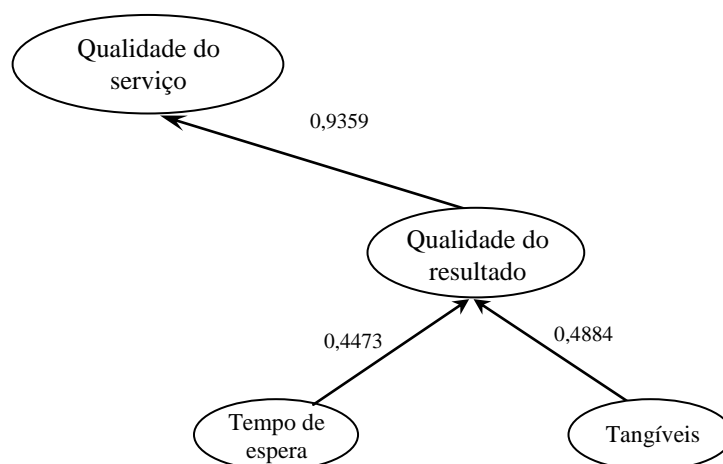 Qualidade do
serviço
0,9359
Qualidade do
resultado
0,4473
0,4884
Tempo de
espera
Tangíveis